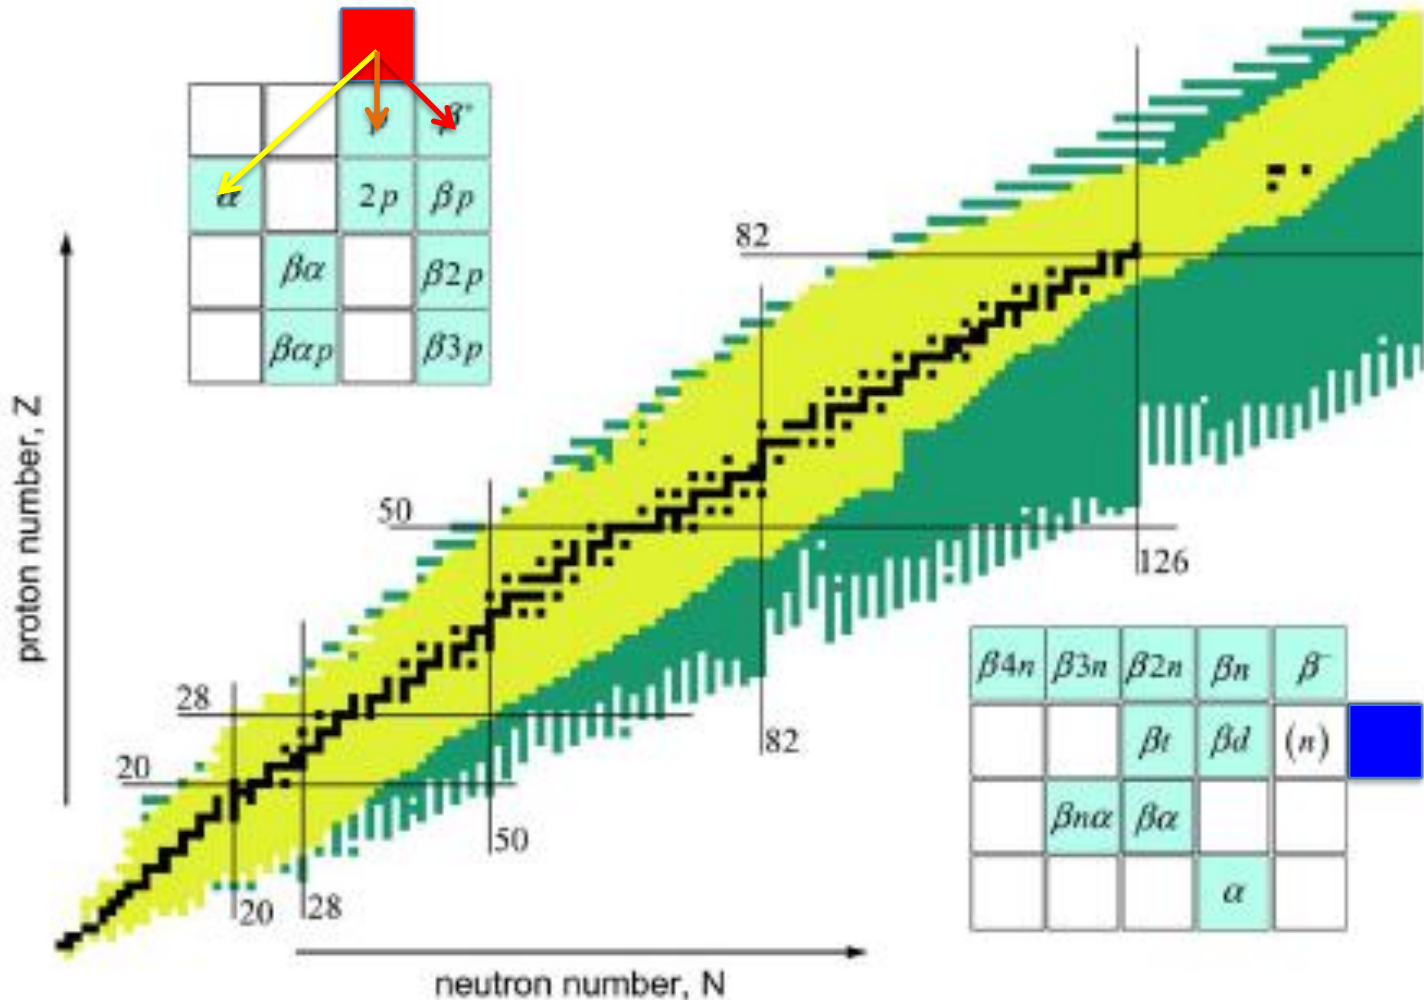 p β⁺
α 2p βp
βα β2p
βαp β3p
82
50
28
20
20
28
50
82
126
β4n β3n β2n βn β⁻
βt βd (n)
βnα βα
α
proton number, Z
neutron number, N